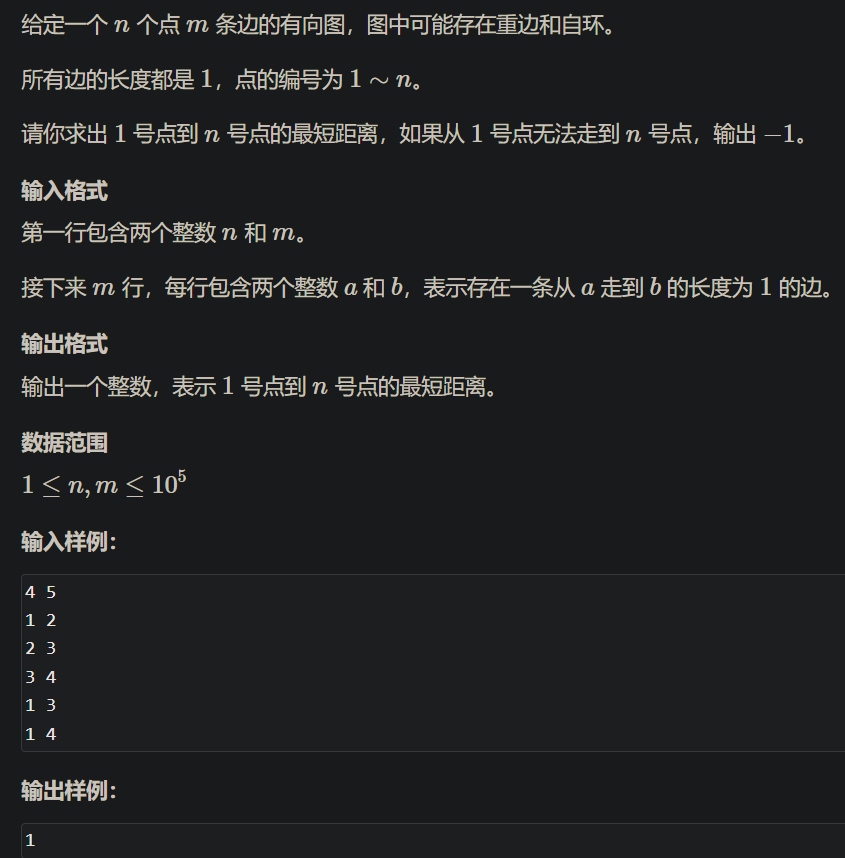 给定一个 n 个点 m 条边的有向图，图中可能存在重边和自环。
所有边的长度都是 1，点的编号为 1 ∼ n。
请你求出 1 号点到 n 号点的最短距离，如果从 1 号点无法走到 n 号点，输出 −1。
输入格式
第一行包含两个整数 n 和 m。
接下来 m 行，每行包含两个整数 a 和 b，表示存在一条从 a 走到 b 的长度为 1 的边。
输出格式
输出一个整数，表示 1 号点到 n 号点的最短距离。
数据范围
1 ≤ n, m ≤ 10⁵
输入样例：
4 5
1 2
2 3
3 4
1 3
1 4
输出样例：
1